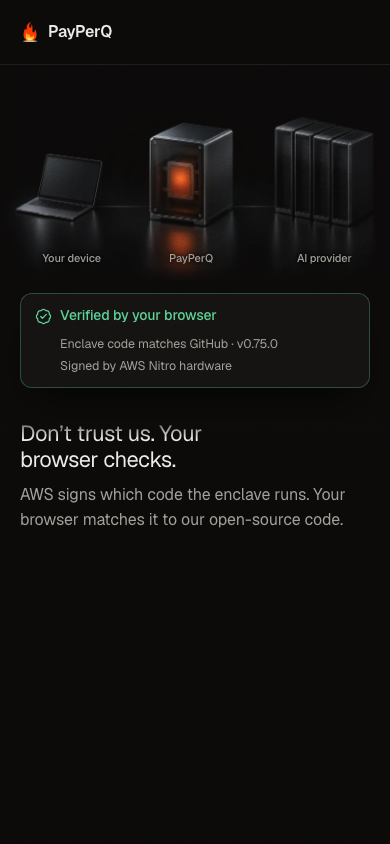 PayPerQ
Your device
PayPerQ
AI provider
Verified by your browser
Enclave code matches GitHub · v0.75.0
Signed by AWS Nitro hardware
Don’t trust us. Your
browser checks.
AWS signs which code the enclave runs. Your
browser matches it to our open-source code.